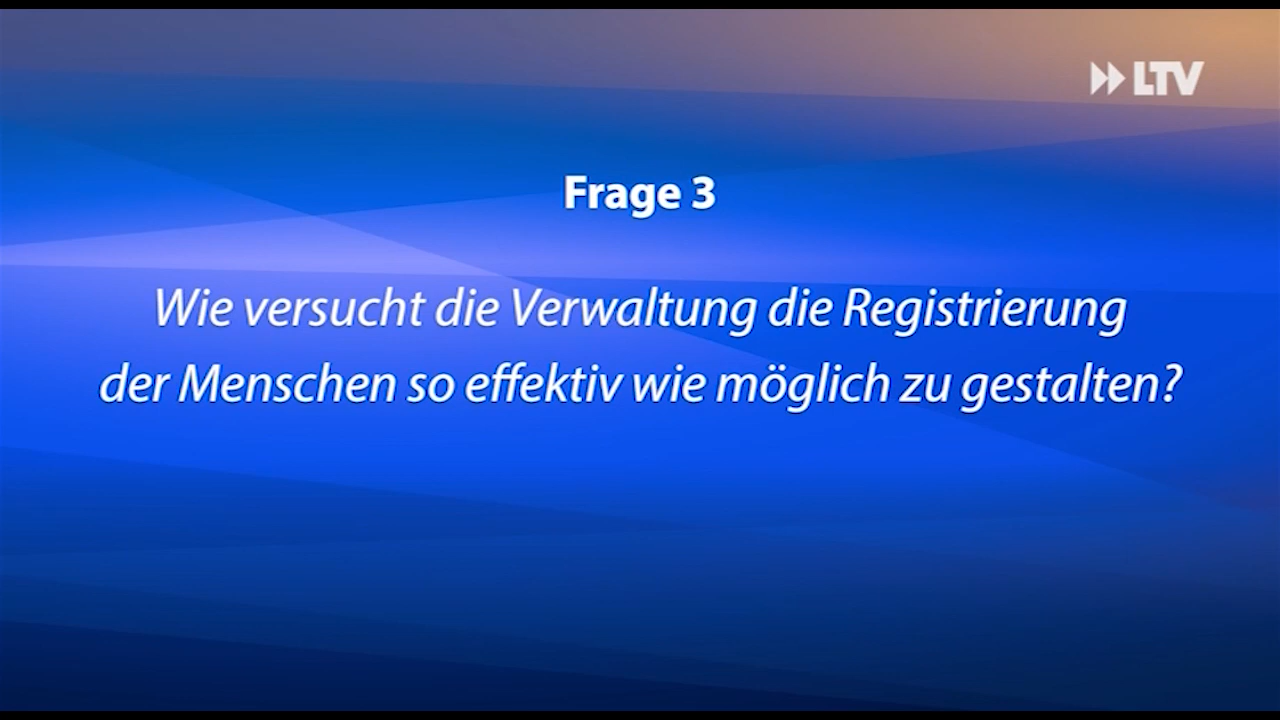 LTV
Frage 3
Wie versucht die Verwaltung die Registrierung
der Menschen so effektiv wie möglich zu gestalten?